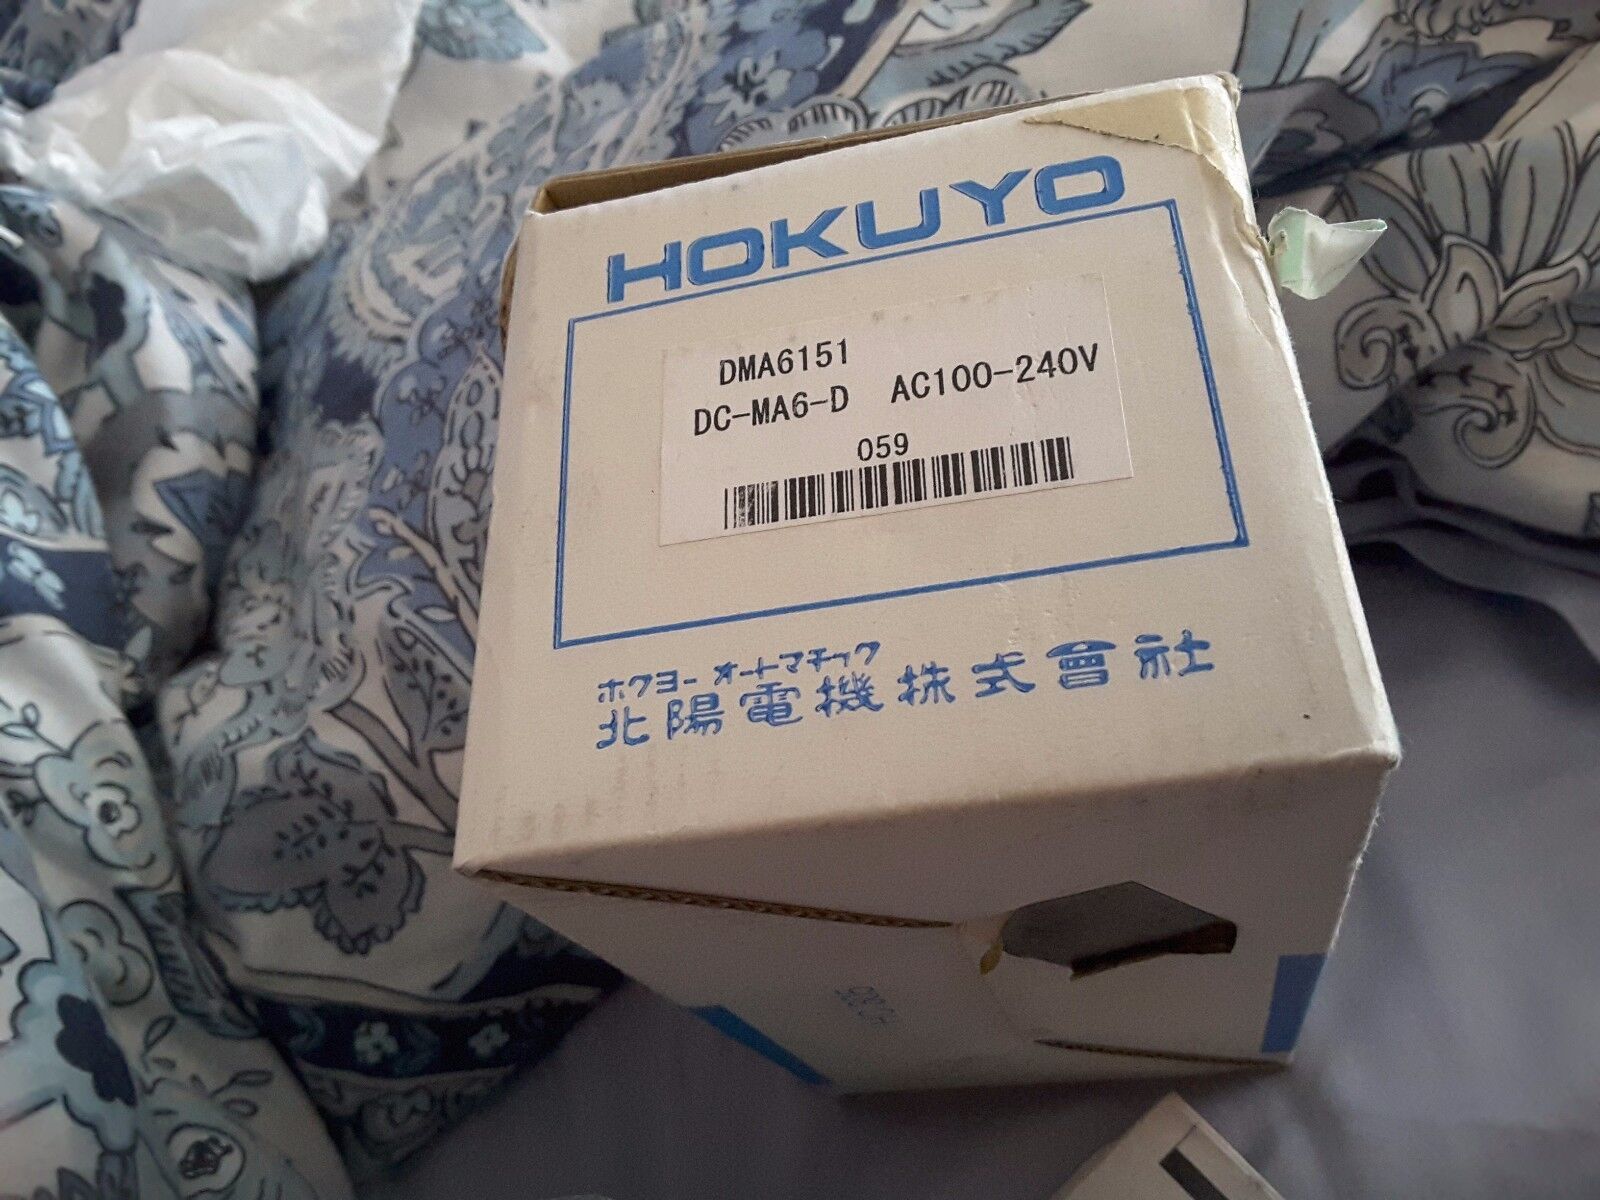 HOKUYO
DMA6151
DC-MA6-D AC100-240V
059
ホクヨー オートマチック
北陽電機株式會社